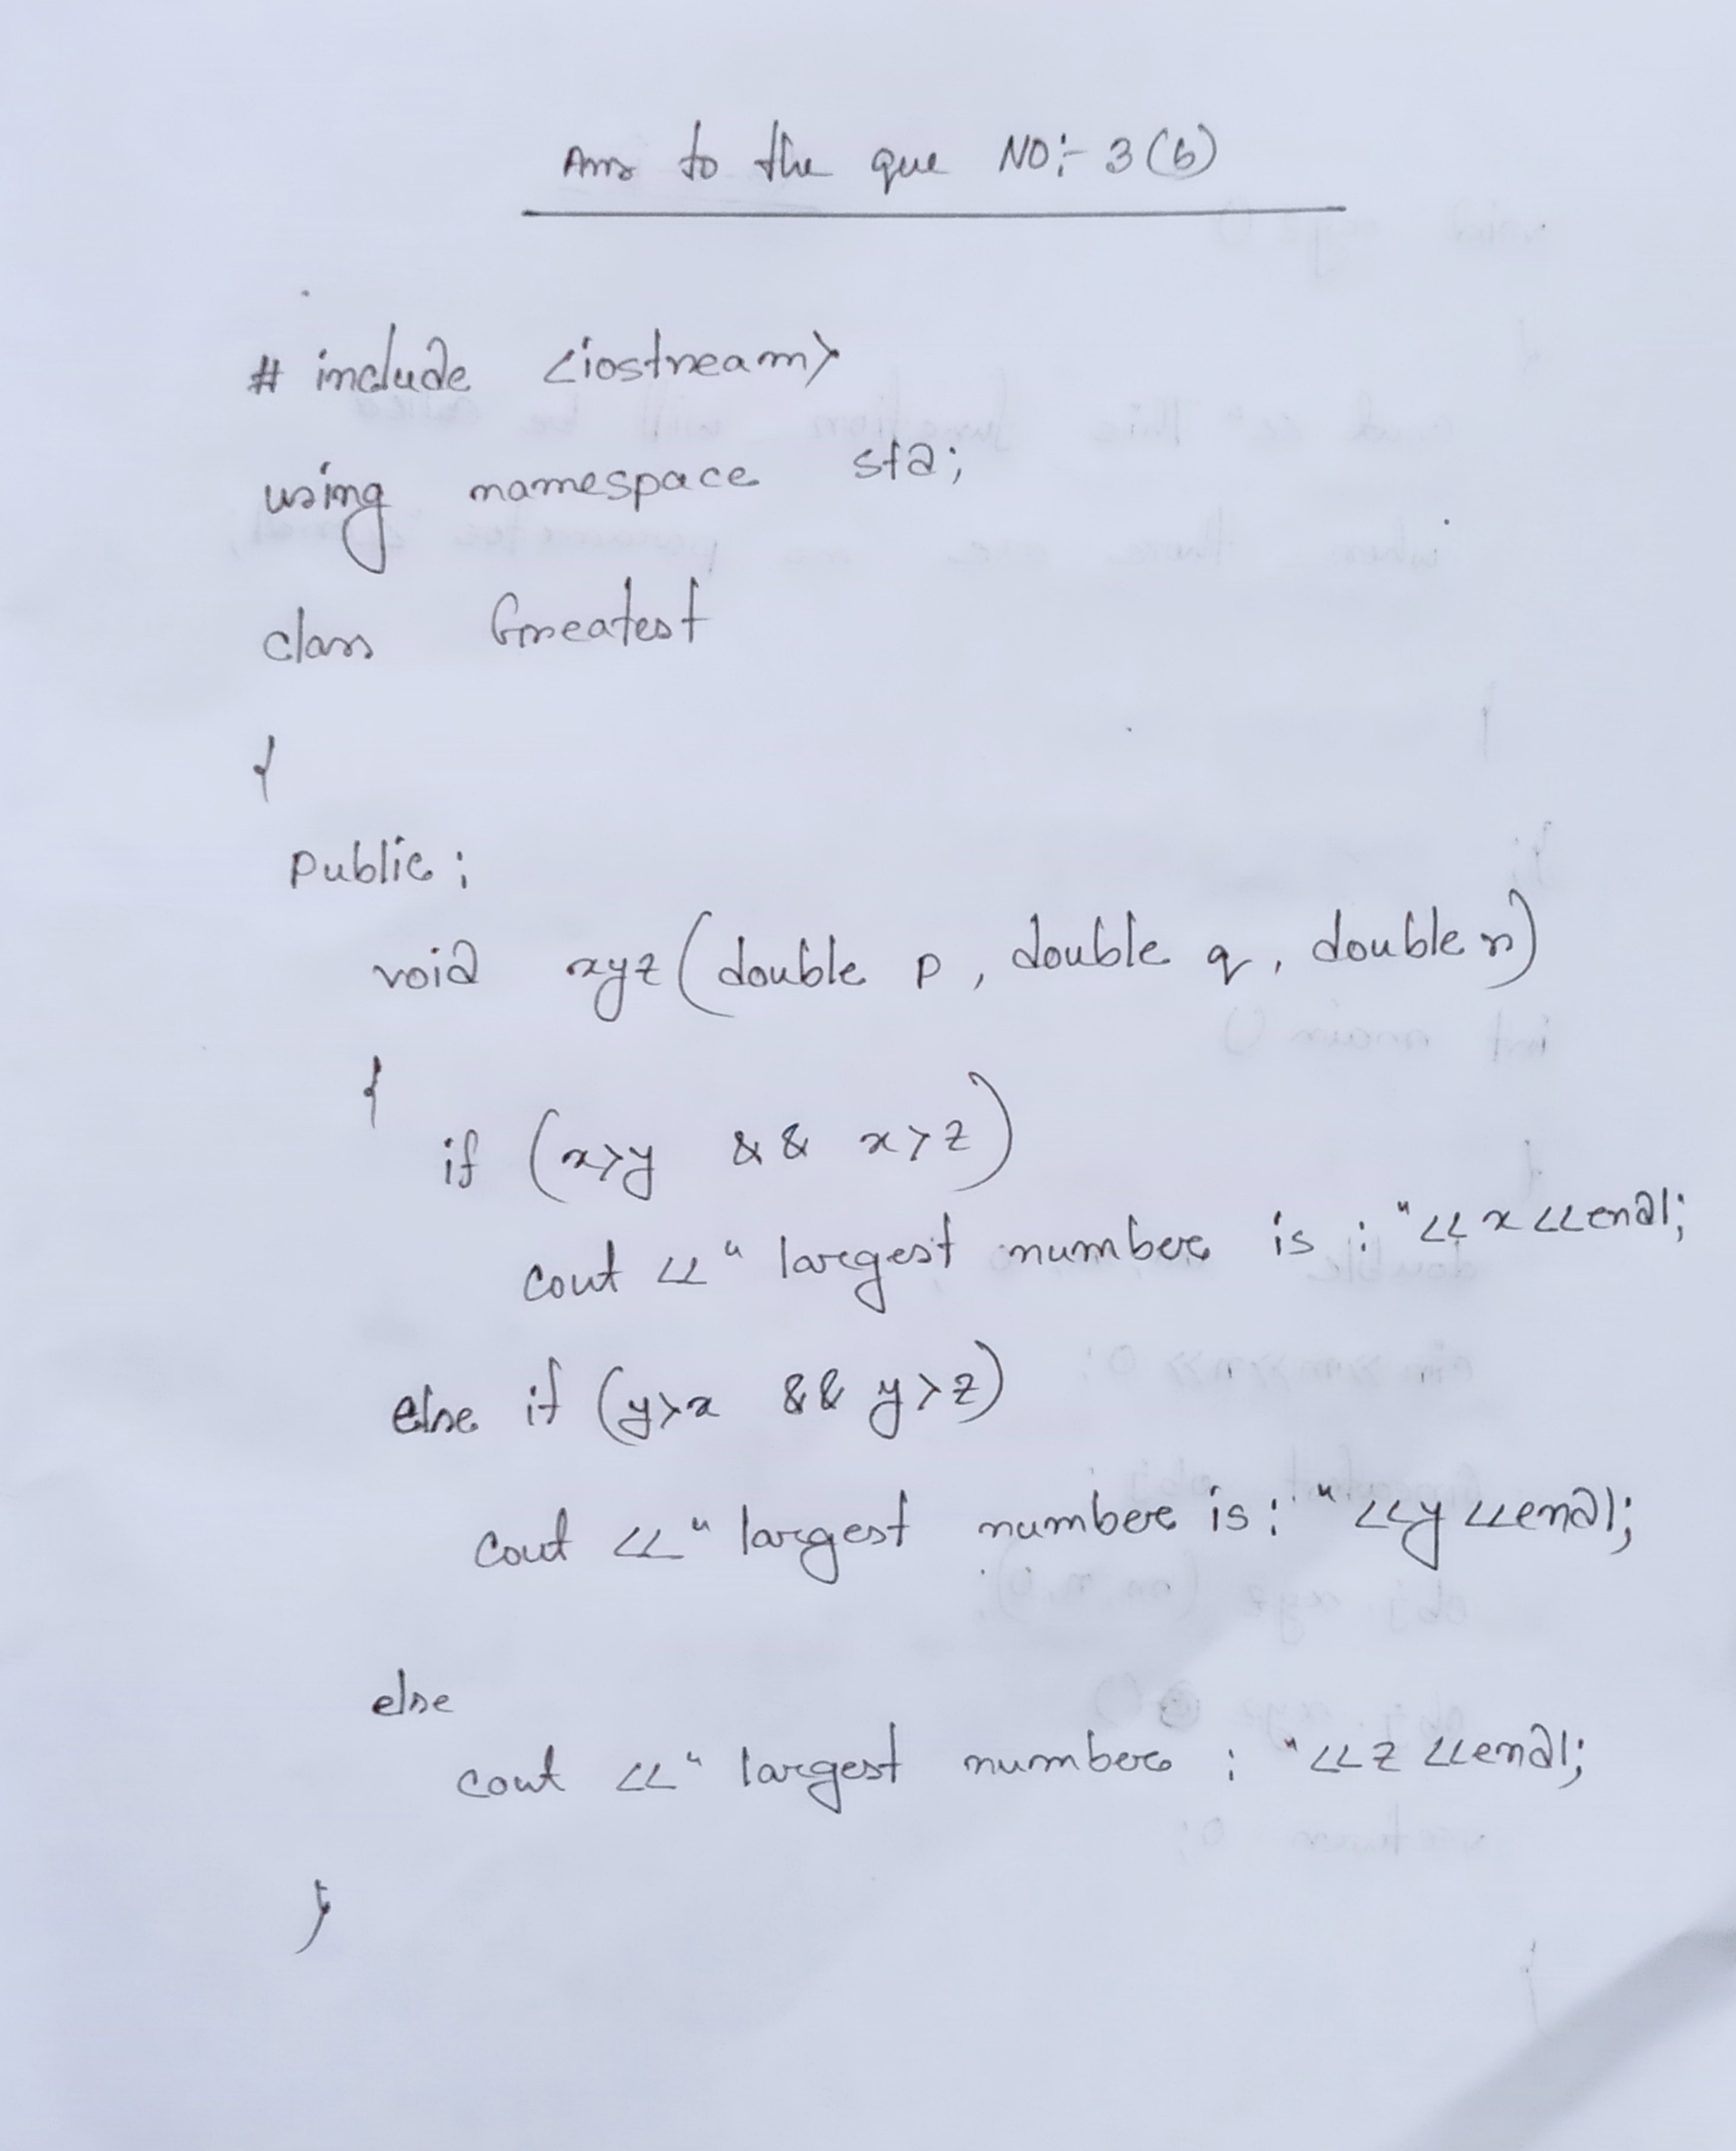 Ans to the que NO:- 3(b)
# include <iostream>
using namespace std;
class Greatest
{
public:
void xyz(double p, double q, double r)
{
if (x>y && x>z)
cout <<" largest number is : "<< x <<endl;
else if (y>x && y>z)
cout <<" largest number is : "<<y <<endl;
else
cout <<" largest number : "<<z <<endl;
}